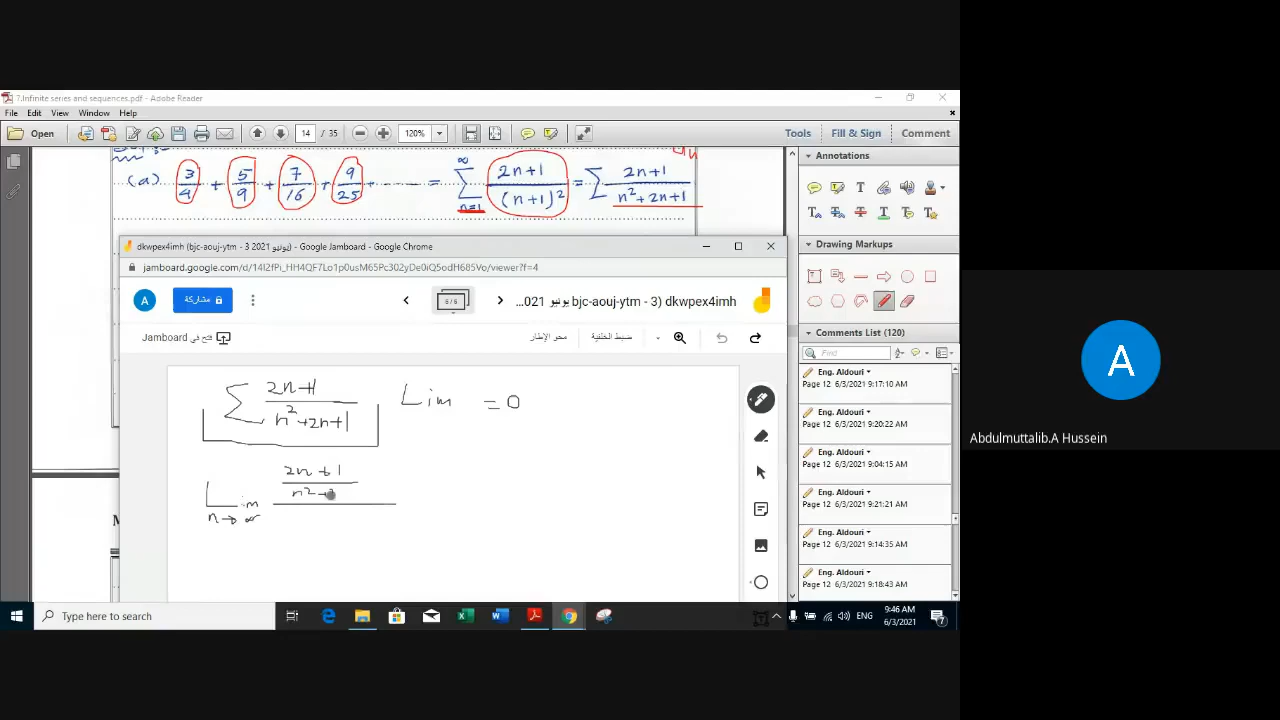 7.Infinite series and sequences.pdf - Adobe Reader
File Edit View Window Help
Open 14 / 35 120% Tools Fill & Sign Comment
(a) 3/4 + 5/9 + 7/16 + 9/25 ------ = ∞ ∑ n=1 2n+1/(n+1)² = ∑ 2n+1/n²+2n+1
dkwpex4imh (bjc-aouj-ytm - 3 يونيو 2021) - Google Jamboard - Google Chrome
jamboard.google.com/d/14l2fPi_HH4QF7Lo1p0usM65Pc302yDe0iQ5odH685Vo/viewer?f=4
A مشاركة 6 / 6 ...021 يونيو bjc-aouj-ytm - 3) dkwpex4imh
فتح في Jamboard محو الإطار ضبط الخلفية
∑ 2n+1/n²+2n+1 Lim = 0
Lim n→∞ 2n+1/n²+
Annotations
Drawing Markups
Comments List (120)
Find
Eng. Aldouri
Page 12 6/3/2021 9:17:10 AM
Eng. Aldouri
Page 12 6/3/2021 9:20:22 AM
Eng. Aldouri
Page 12 6/3/2021 9:04:15 AM
Eng. Aldouri
Page 12 6/3/2021 9:21:21 AM
Eng. Aldouri
Page 12 6/3/2021 9:14:35 AM
Eng. Aldouri
Page 12 6/3/2021 9:18:43 AM
Type here to search
ENG
9:46 AM
6/3/2021
7
A
Abdulmuttalib.A Hussein